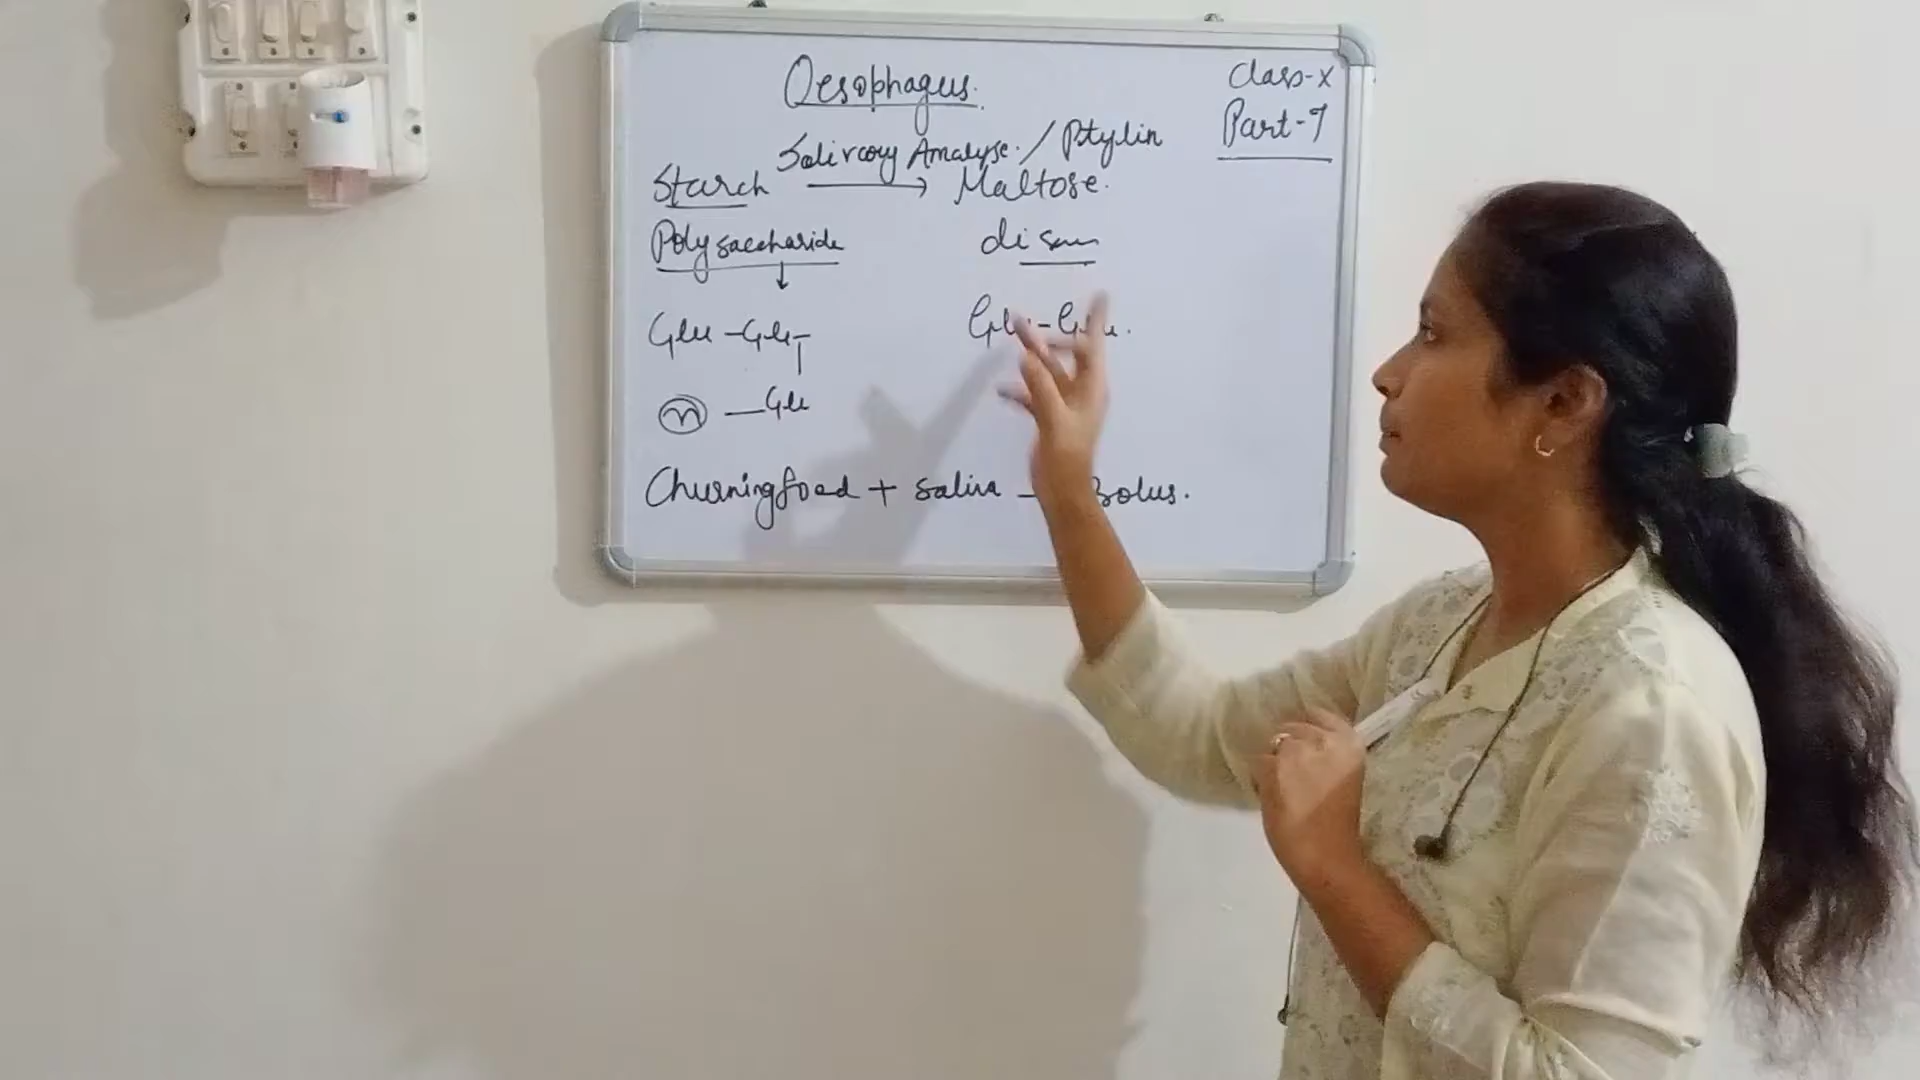 Oesophagus.
Class-X
Part-7
Salivary Amalyse. / Ptylin
Starch → Maltose.
Polysaccharide
di
Glu - Glu -
Glu - Glu.
n — Glu
Churning food + saliva → Bolus.